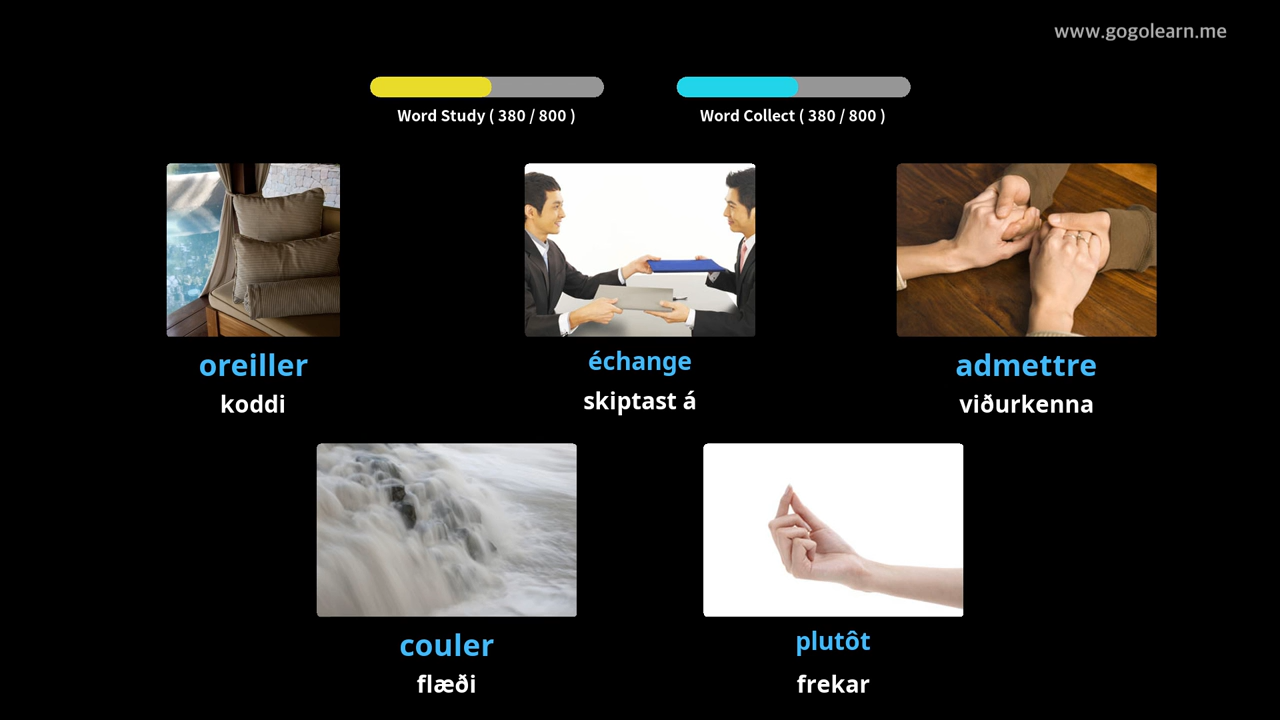 www.gogolearn.me
Word Study ( 380 / 800 )
Word Collect ( 380 / 800 )
oreiller
koddi
échange
skiptast á
admettre
viðurkenna
couler
flæði
plutôt
frekar